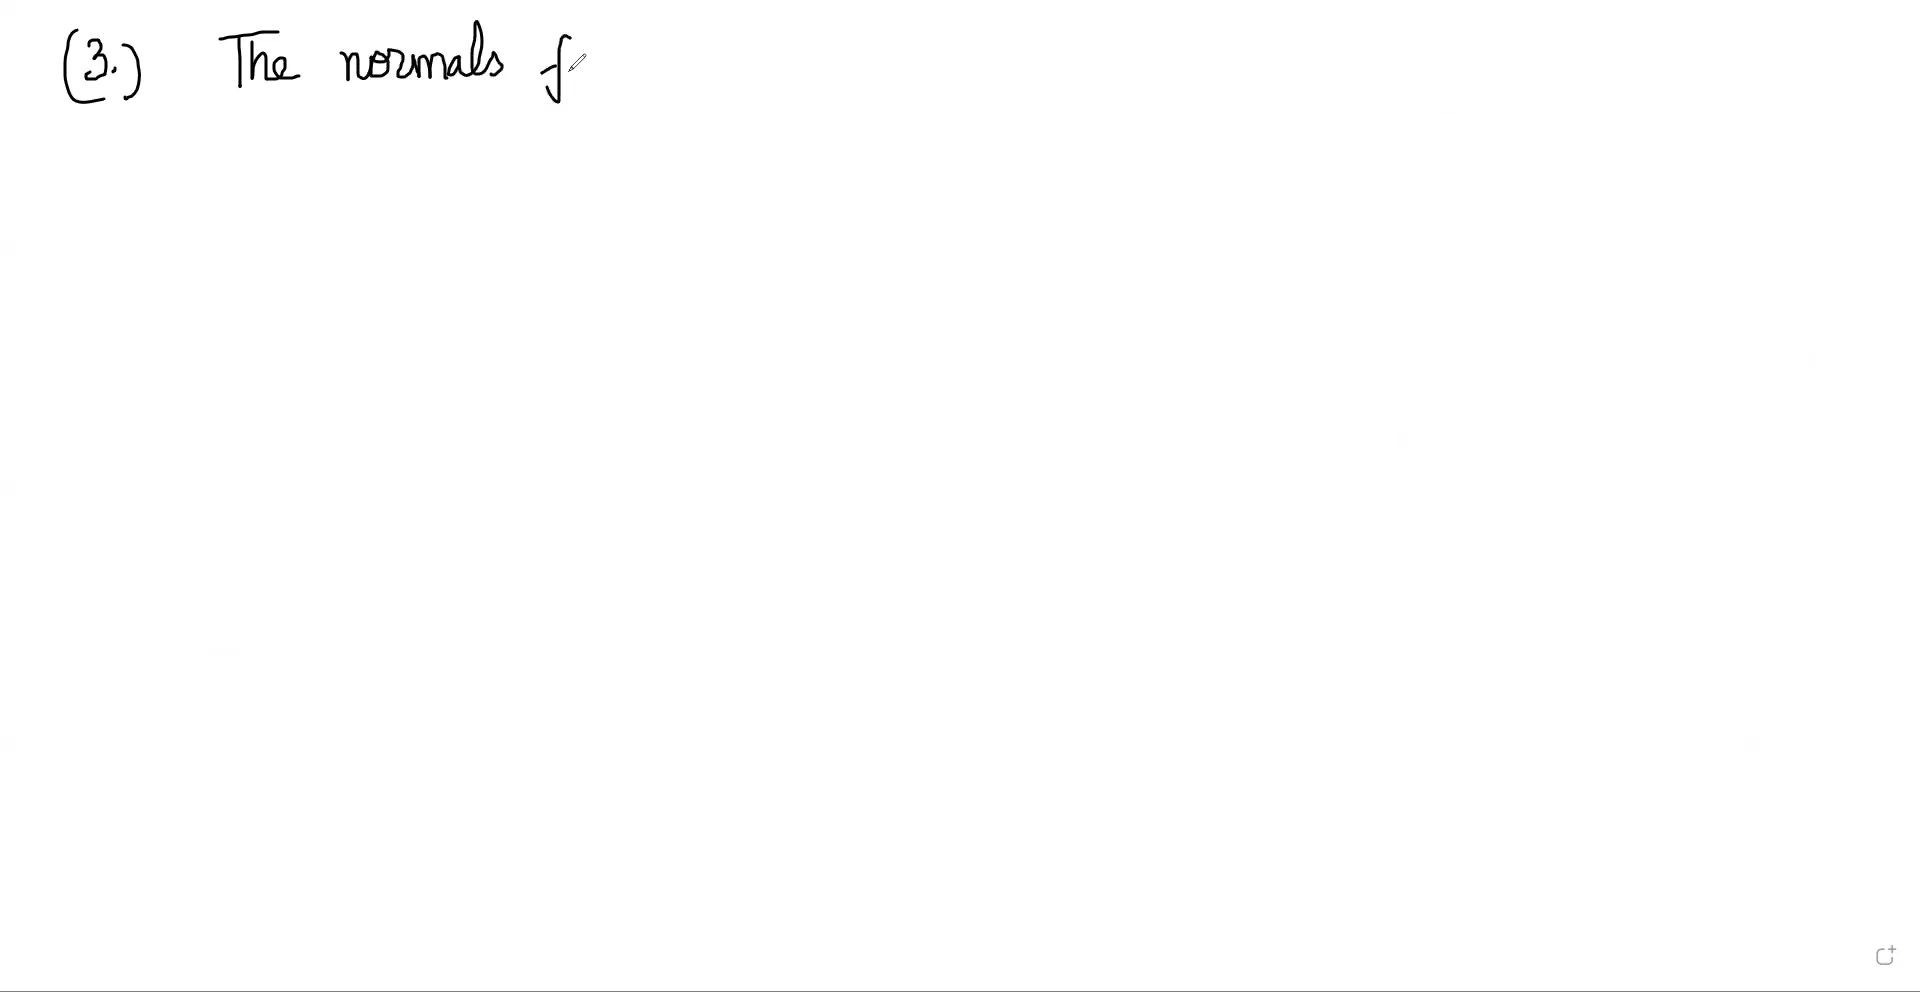 (3.) The normals f